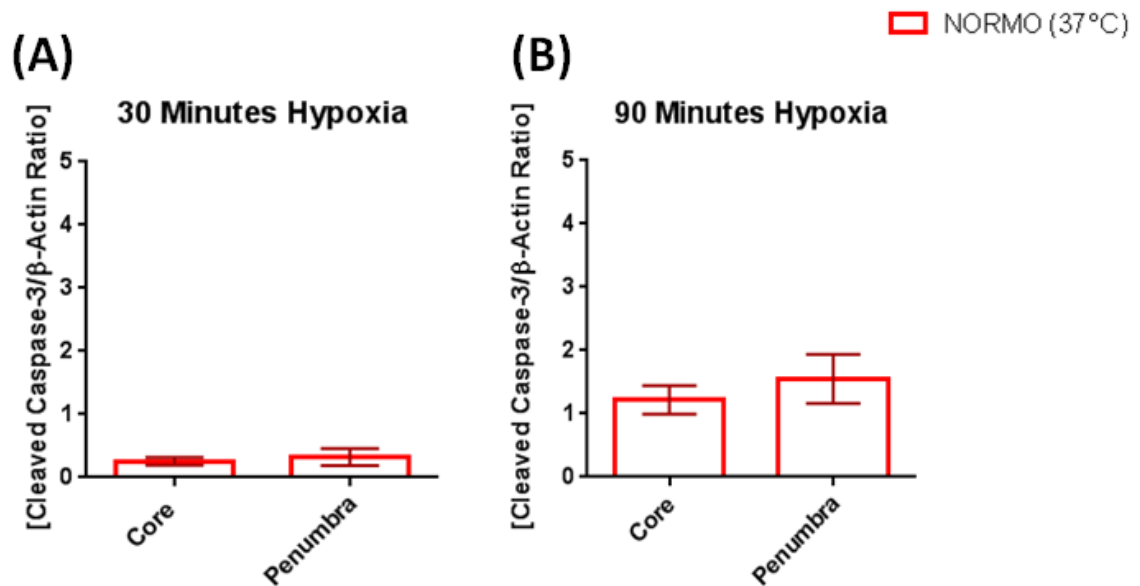 NORMO (37°C)
(A)
(B)
30 Minutes Hypoxia
[Cleaved Caspase-3/β-Actin Ratio]
5
4
3
2
1
0
Core
Penumbra
90 Minutes Hypoxia
[Cleaved Caspase-3/β-Actin Ratio]
5
4
3
2
1
0
Core
Penumbra